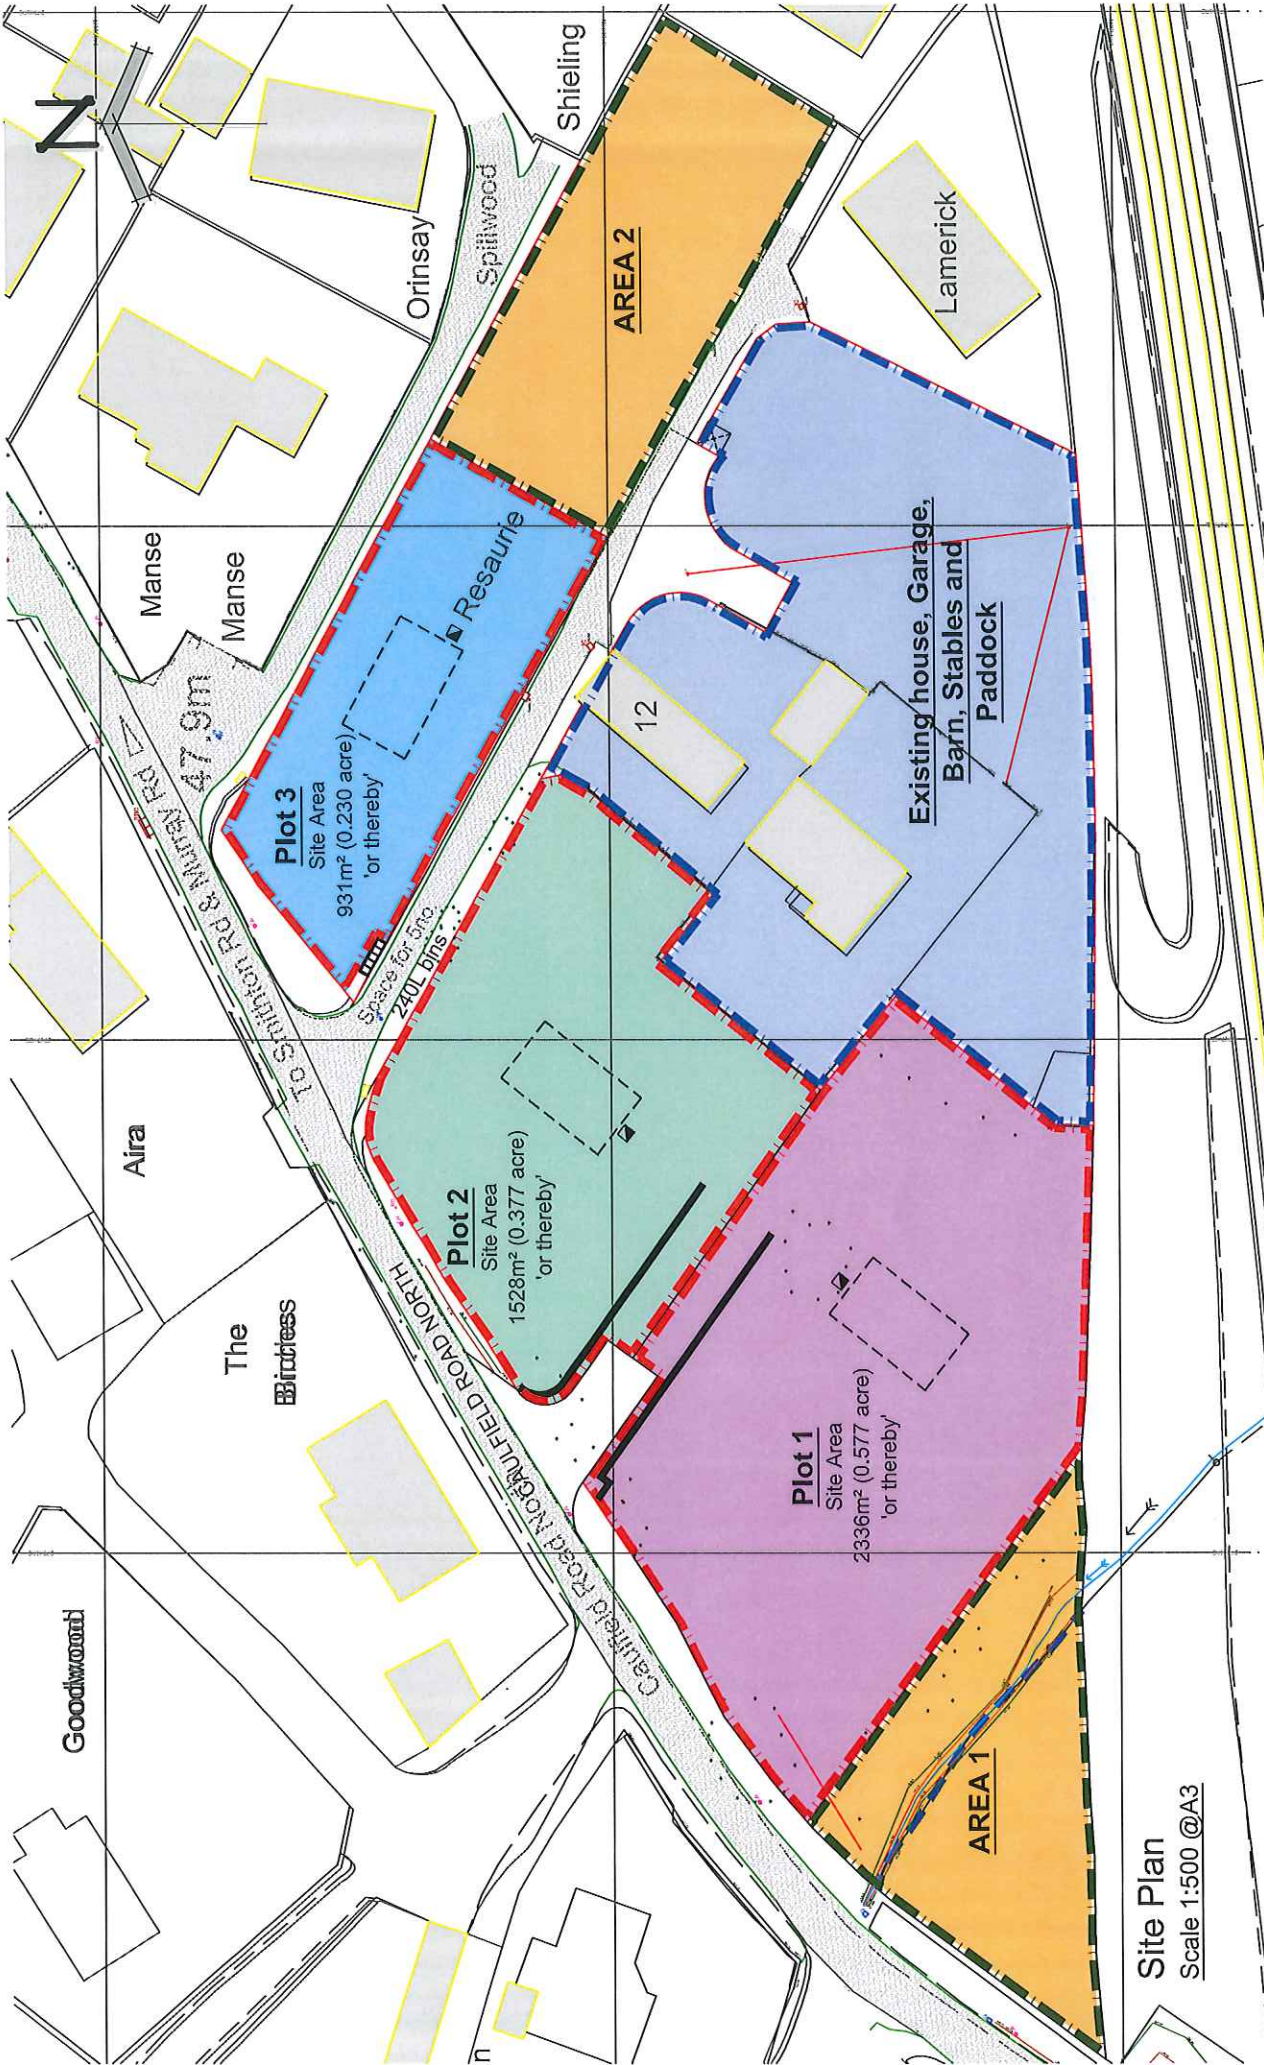 Goodwood
The
Birches
Aira
Manse
Manse
Orinsay
Shieling
Spillwood
N
To Smithton Rd & Murray Rd
47.9m
Caulfield Road No
CAULFIELD ROAD NORTH
Plot 3
Site Area
931m² (0.230 acre)
'or thereby'
Resaurie
Space for 5no.
240L bins
AREA 2
Plot 2
Site Area
1528m² (0.377 acre)
'or thereby'
12
Lamerick
Existing house, Garage,
Barn, Stables and
Paddock
Plot 1
Site Area
2336m² (0.577 acre)
'or thereby'
AREA 1
n
Site Plan
Scale 1:500 @A3